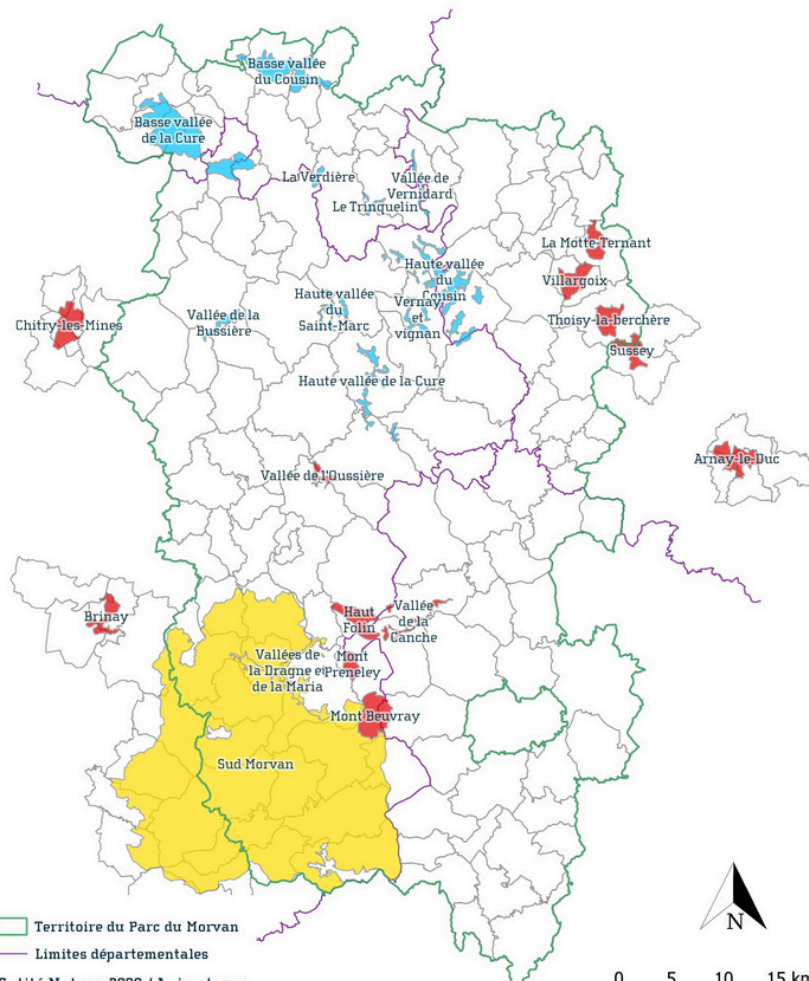 Basse vallée
du Cousin
Basse vallée
de la Cure
La Verdière
Vallée de
Vernidard
Le Trinquelin
La Motte-Ternant
Haute vallée
du
Cousin
Villargoix
Haute vallée
du
Saint-Marc
Vernay
et
vignan
Vallée de la
Bussière
Chitry-les-Mines
Thoisy-la-berchère
Sussey
Haute vallée de la Cure
Arnay-le-Duc
Vallée de l'Oussière
Brinay
Haut
Folin
Vallée
de la
Canche
Vallées de
la Dragne et
de la Maria
Mont
Preneley
Mont Beuvray
Sud Morvan
N
Territoire du Parc du Morvan
Limites départementales
0 5 10 15 km